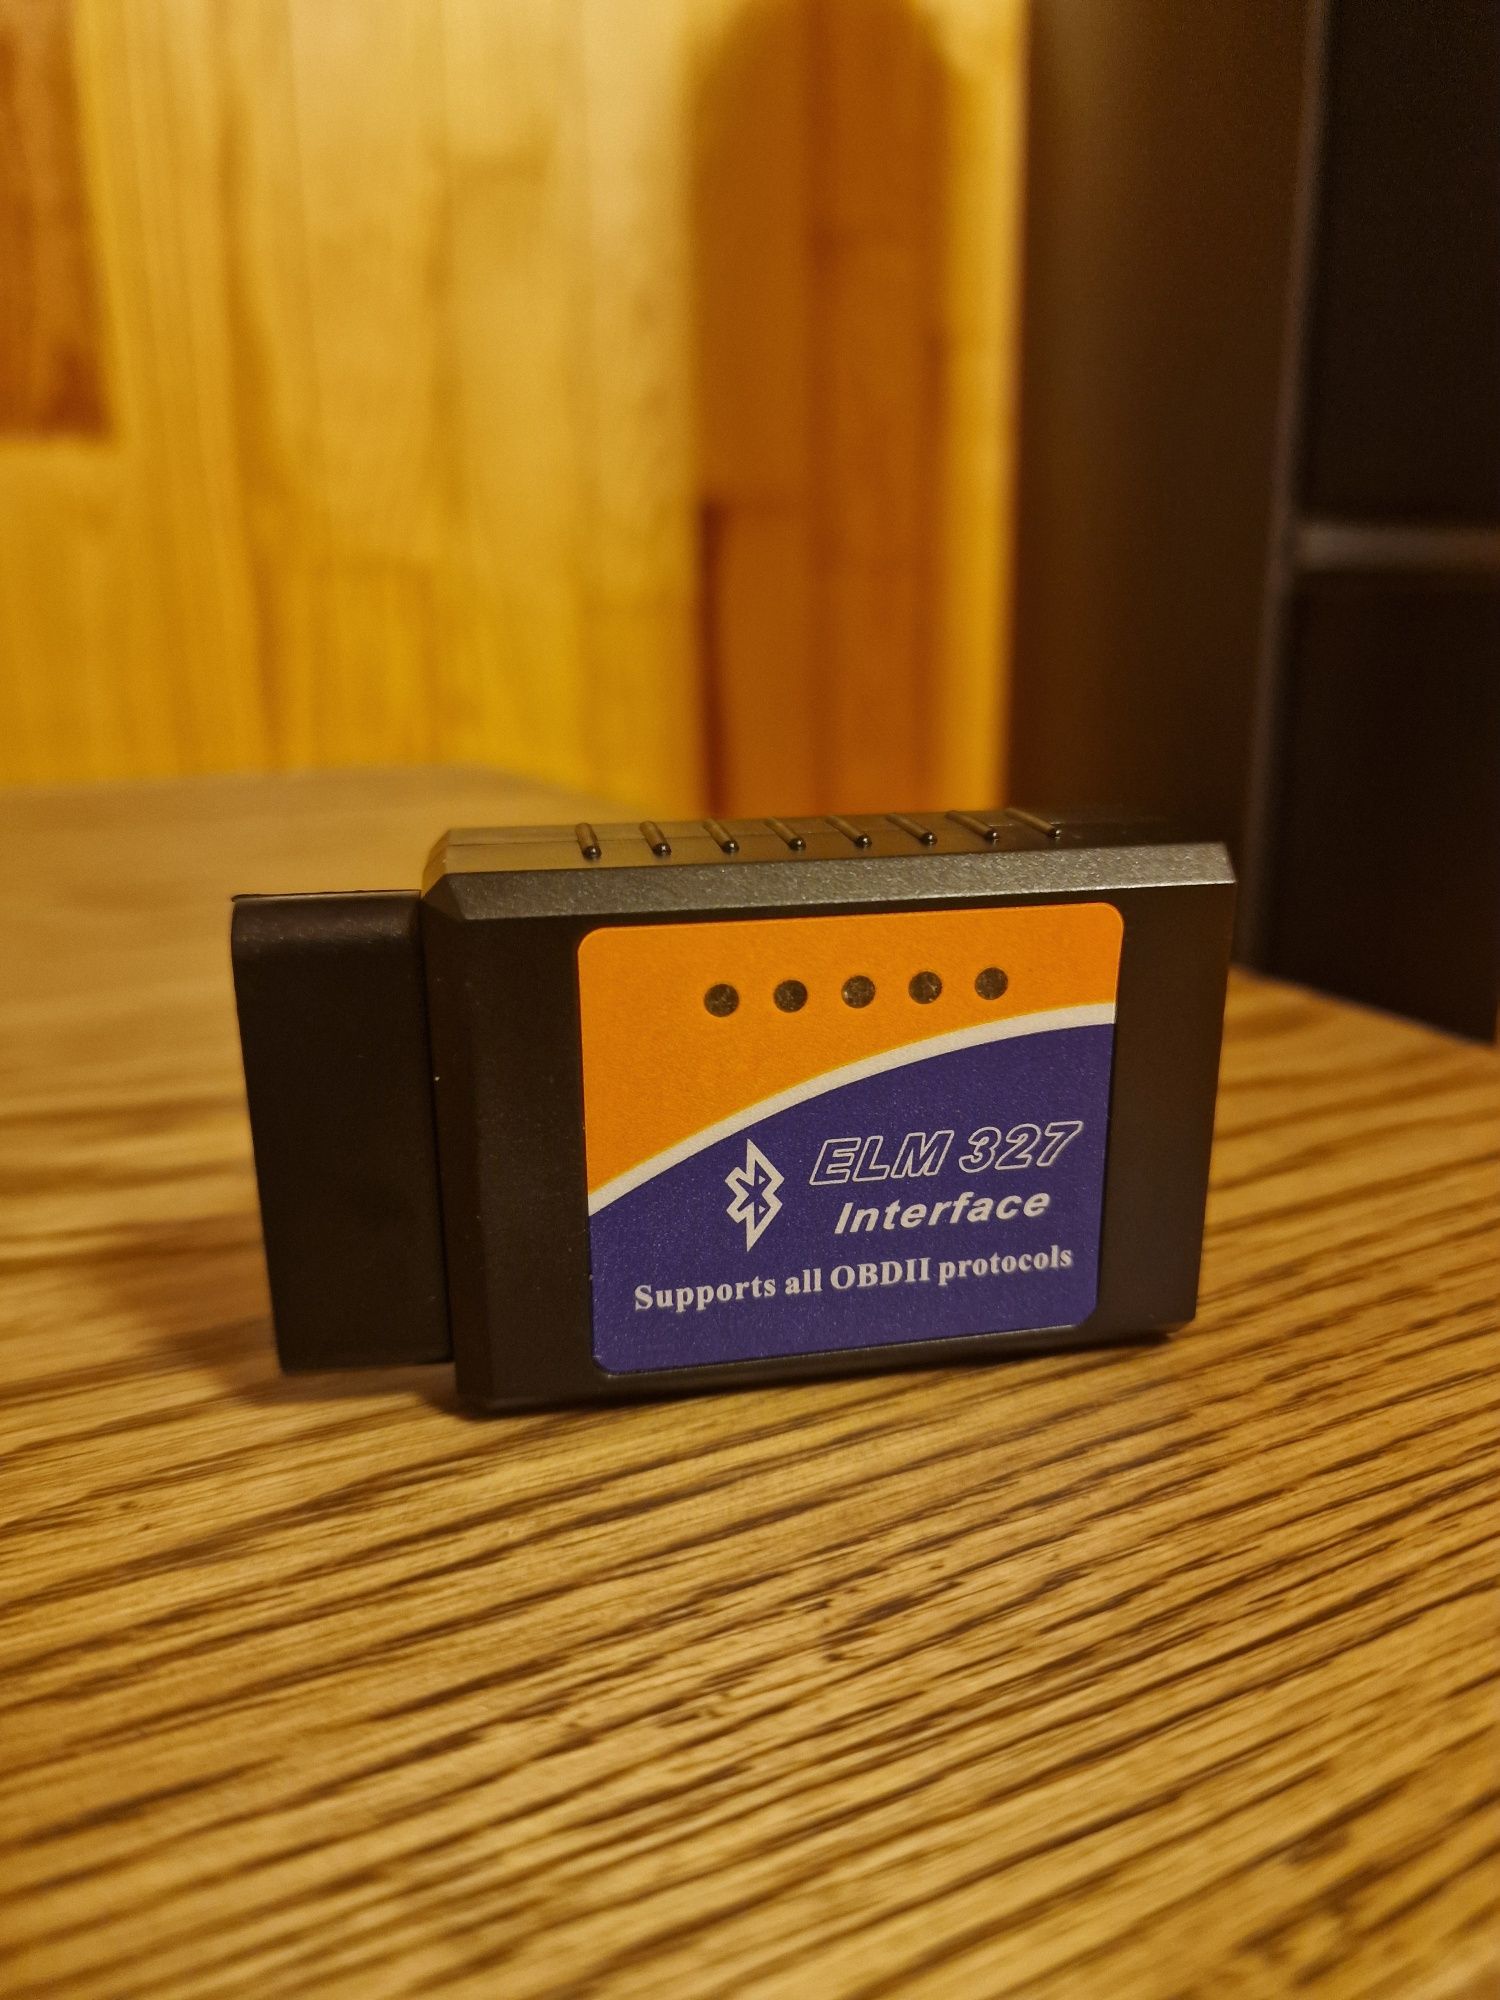 ELM 327
Interface
Supports all OBDII protocols